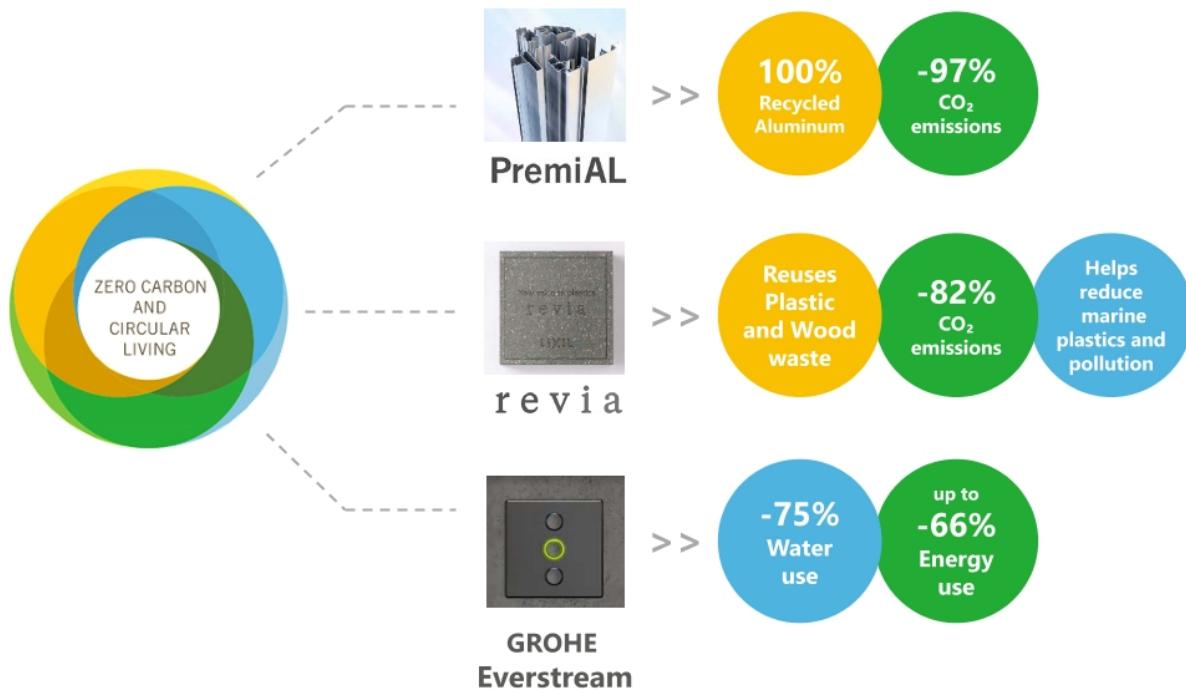 ZERO CARBON
AND
CIRCULAR
LIVING
PremiAL
>>
100%
Recycled
Aluminum
-97%
CO₂
emissions
revia
LIXIL
revia
>>
Reuses
Plastic
and Wood
waste
-82%
CO₂
emissions
Helps
reduce
marine
plastics and
pollution
GROHE
Everstream
>>
-75%
Water
use
up to
-66%
Energy
use